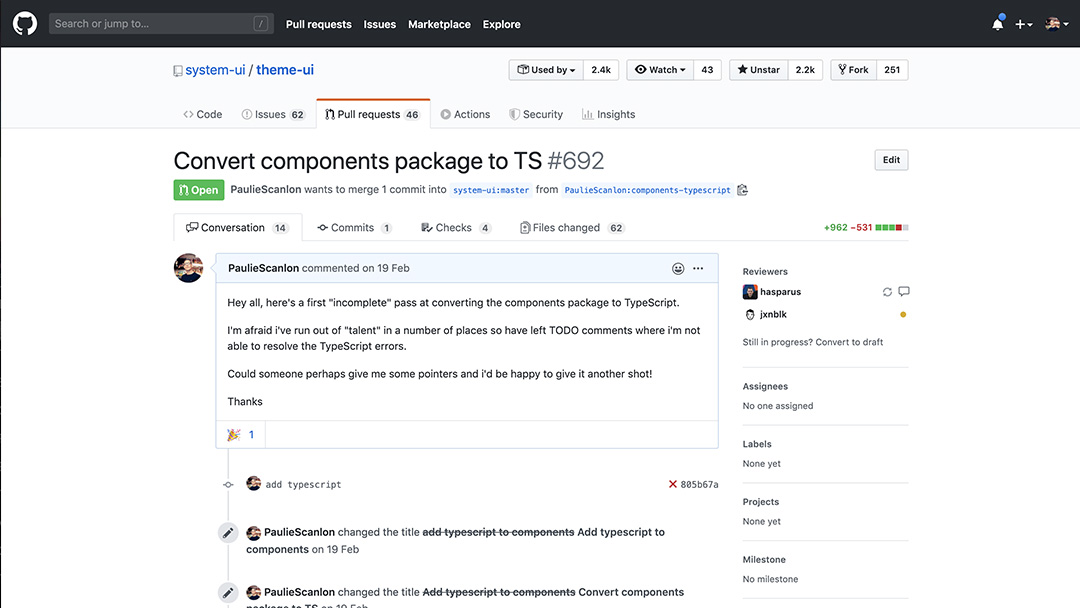 Search or jump to... /
Pull requests Issues Marketplace Explore
system-ui / theme-ui
Used by 2.4k Watch 43 Unstar 2.2k Fork 251
Code Issues 62 Pull requests 46 Actions Security Insights
Convert components package to TS #692
Edit
Open PaulieScanlon wants to merge 1 commit into system-ui:master from PaulieScanlon:components-typescript
Conversation 14 Commits 1 Checks 4 Files changed 62
+962 −531
PaulieScanlon commented on 19 Feb
Hey all, here's a first "incomplete" pass at converting the components package to TypeScript.
I'm afraid i've run out of "talent" in a number of places so have left TODO comments where i'm not
able to resolve the TypeScript errors.
Could someone perhaps give me some pointers and i'd be happy to give it another shot!
Thanks
1
add typescript 805b67a
PaulieScanlon changed the title add typescript to components Add typescript to
components on 19 Feb
PaulieScanlon changed the title Add typescript to components Convert components
package to TS on 19 Feb
Reviewers
hasparus
jxnblk
Still in progress? Convert to draft
Assignees
No one assigned
Labels
None yet
Projects
None yet
Milestone
No milestone